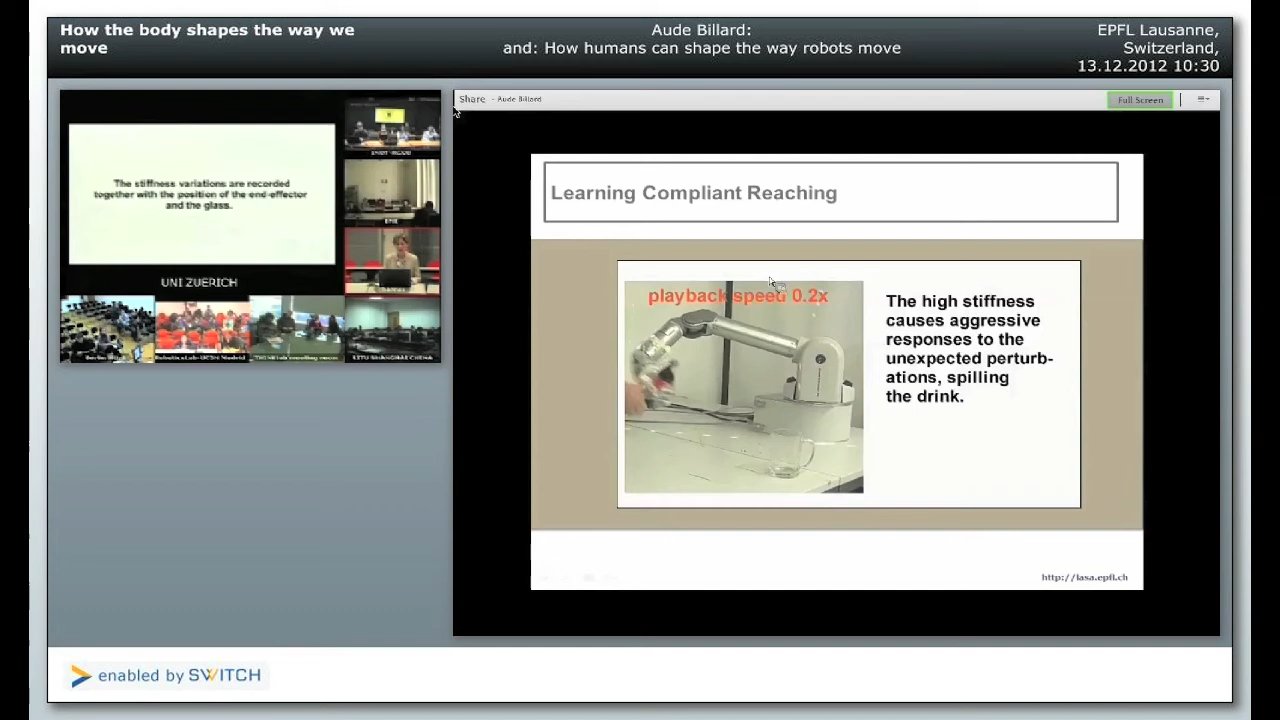 How the body shapes the way we
move
Aude Billard:
and: How humans can shape the way robots move
EPFL Lausanne,
Switzerland,
13.12.2012 10:30
Share - Aude Billard
Full Screen
The stiffness variations are recorded
together with the position of the end-effector
and the glass.
UNI ZUERICH
Learning Compliant Reaching
playback speed 0.2x
The high stiffness
causes aggressive
responses to the
unexpected perturb-
ations, spilling
the drink.
http://lasa.epfl.ch
enabled by SWITCH